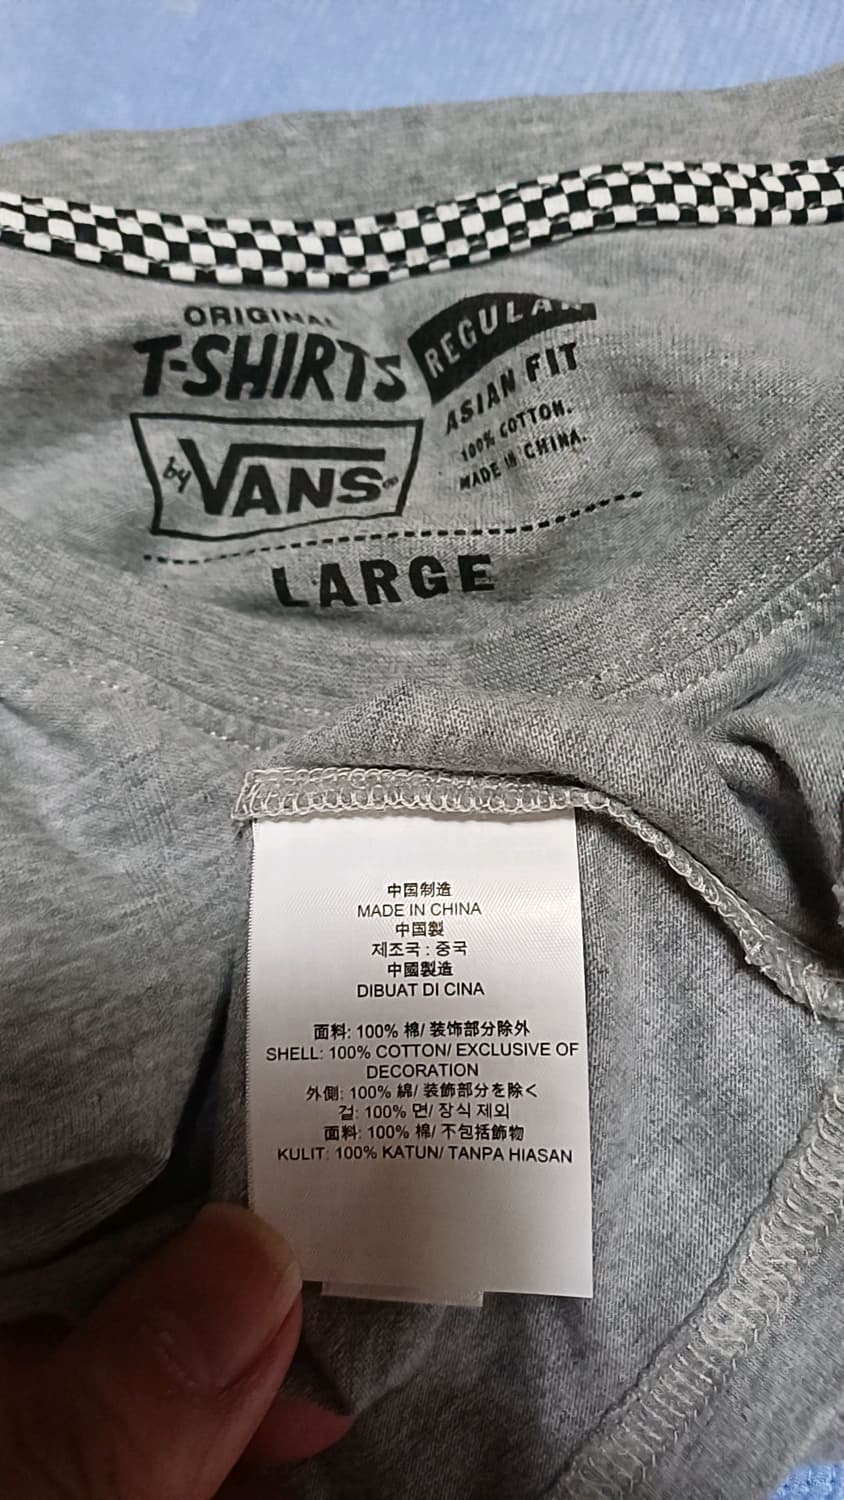 ORIGINAL
T-SHIRTS
by VANS
REGULAR
ASIAN FIT
100% COTTON.
MADE IN CHINA.
LARGE
中国制造
MADE IN CHINA
中国製
제조국 : 중국
中國製造
DIBUAT DI CINA
面料: 100% 棉/ 装饰部分除外
SHELL: 100% COTTON/ EXCLUSIVE OF
DECORATION
外側: 100% 綿/ 装飾部分を除く
겉: 100% 면/ 장식 제외
面料: 100% 棉/ 不包括飾物
KULIT: 100% KATUN/ TANPA HIASAN